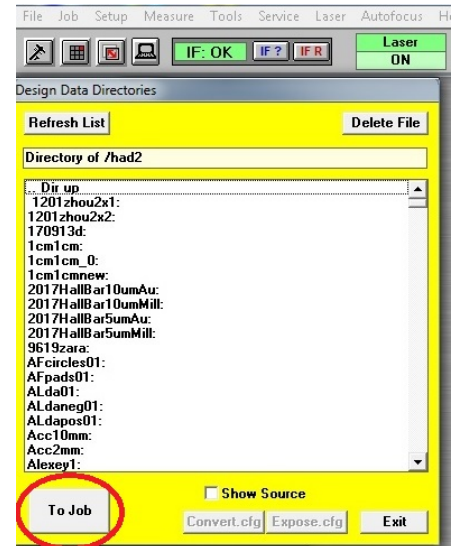 File Job Setup Measure Tools Service Laser Autofocus
IF: OK IF ? IF R Laser
ON
Design Data Directories
Refresh List Delete File
Directory of /had2
.. Dir up
1201zhou2x1:
1201zhou2x2:
170913d:
1cm1cm:
1cm1cm_0:
1cm1cmnew:
2017HallBar10umAu:
2017HallBar10umMill:
2017HallBar5umAu:
2017HallBar5umMill:
9619zara:
AFcircles01:
AFpads01:
ALda01:
ALdaneg01:
ALdapos01:
Acc10mm:
Acc2mm:
Alexey1:
Show Source
To Job Convert.cfg Expose.cfg Exit